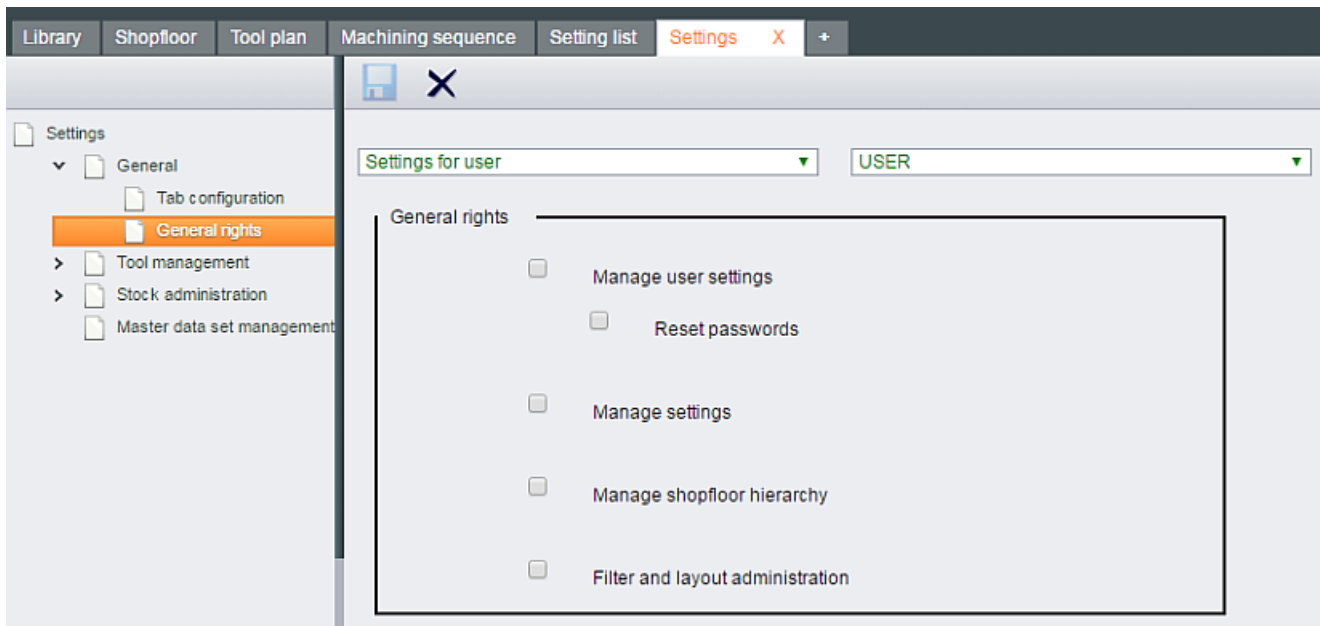 Library Shopfloor Tool plan Machining sequence Setting list Settings X +
Settings
General
Tab configuration
General rights
Tool management
Stock administration
Master data set management
Settings for user USER
General rights
Manage user settings
Reset passwords
Manage settings
Manage shopfloor hierarchy
Filter and layout administration